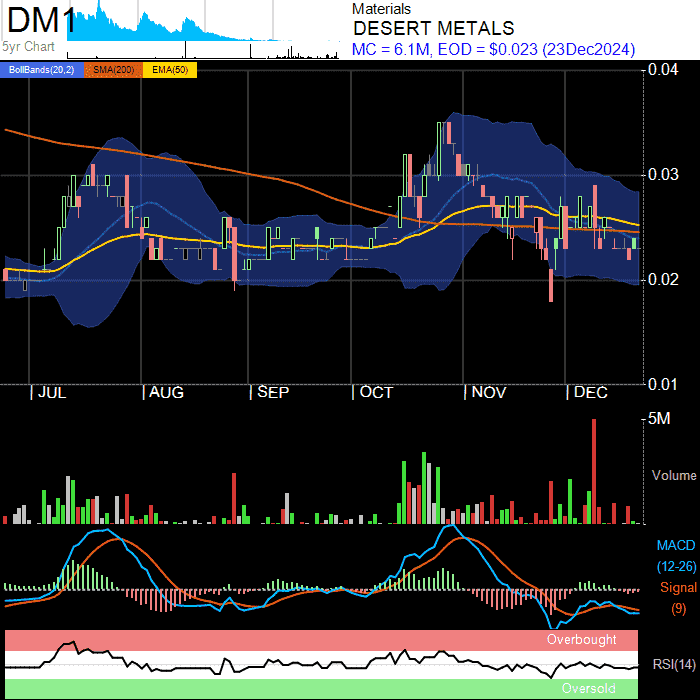 DM1
5yr Chart
Materials
DESERT METALS
MC = 6.1M, EOD = $0.023 (23Dec2024)
BollBands(20,2) SMA(200) EMA(50)
0.04
0.03
0.02
0.01
JUL AUG SEP OCT NOV DEC
5M
Volume
MACD
(12-26)
Signal
(9)
Overbought
RSI(14)
Oversold